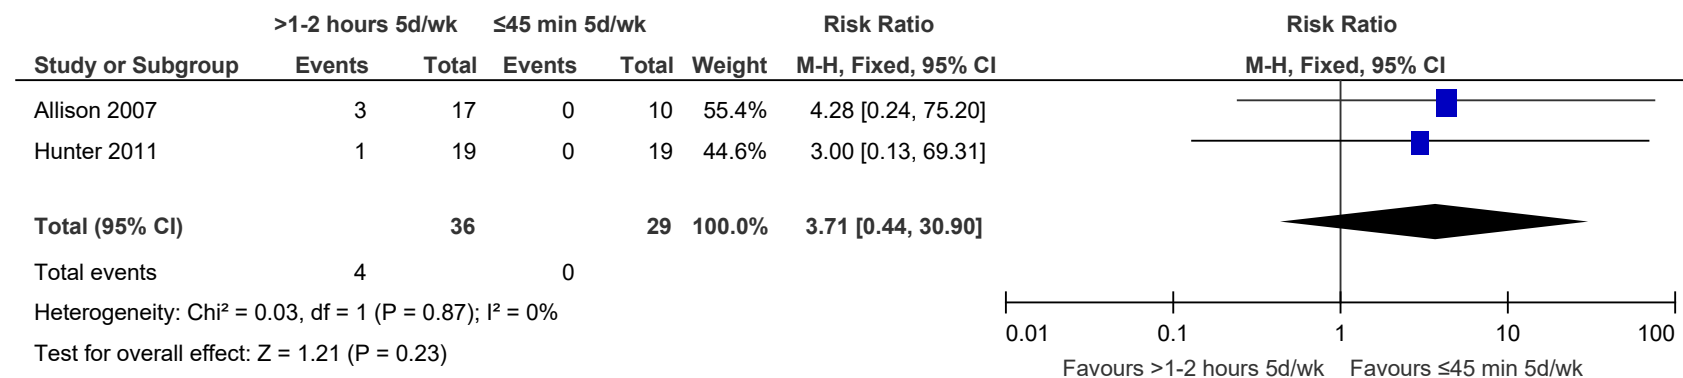 >1-2 hours 5d/wk ≤45 min 5d/wk Risk Ratio Risk Ratio
Study or Subgroup Events Total Events Total Weight M-H, Fixed, 95% CI M-H, Fixed, 95% CI
Allison 2007 3 17 0 10 55.4% 4.28 [0.24, 75.20]
Hunter 2011 1 19 0 19 44.6% 3.00 [0.13, 69.31]
Total (95% CI) 36 29 100.0% 3.71 [0.44, 30.90]
Total events 4 0
Heterogeneity: Chi² = 0.03, df = 1 (P = 0.87); I² = 0%
Test for overall effect: Z = 1.21 (P = 0.23)
0.01 0.1 1 10 100
Favours >1-2 hours 5d/wk Favours ≤45 min 5d/wk